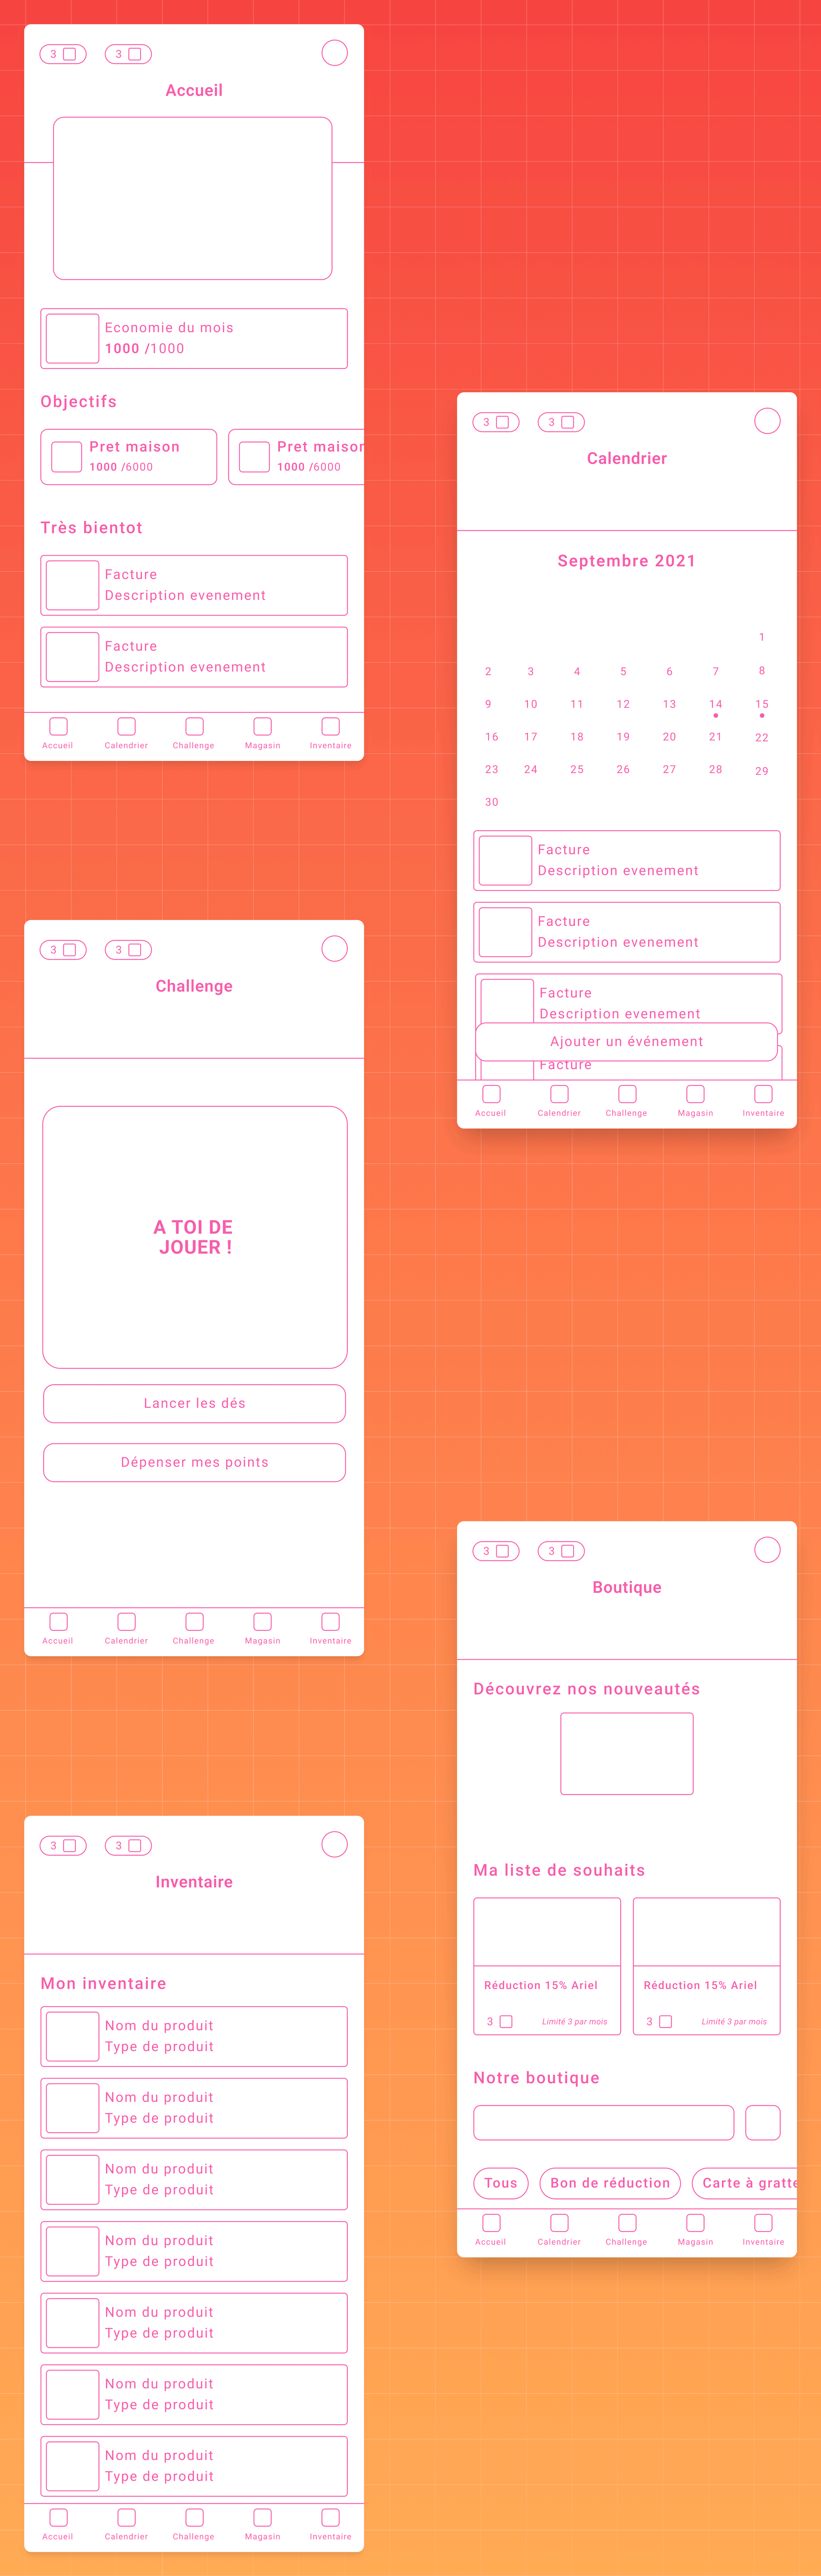 3 3
Accueil
Economie du mois
1000 /1000
Objectifs
Pret maison Pret maison
1000 /6000 1000 /6000
Très bientot
Facture
Description evenement
Facture
Description evenement
Accueil Calendrier Challenge Magasin Inventaire
3 3
Calendrier
Septembre 2021
1
2 3 4 5 6 7 8
9 10 11 12 13 14 15
16 17 18 19 20 21 22
23 24 25 26 27 28 29
30
Facture
Description evenement
Facture
Description evenement
Facture
Description evenement
Ajouter un événement
Facture
Accueil Calendrier Challenge Magasin Inventaire
3 3
Challenge
A TOI DE
JOUER !
Lancer les dés
Dépenser mes points
Accueil Calendrier Challenge Magasin Inventaire
3 3
Boutique
Découvrez nos nouveautés
Ma liste de souhaits
Réduction 15% Ariel Réduction 15% Ariel
3 Limité 3 par mois 3 Limité 3 par mois
Notre boutique
Tous Bon de réduction Carte à gratte
Accueil Calendrier Challenge Magasin Inventaire
3 3
Inventaire
Mon inventaire
Nom du produit
Type de produit
Nom du produit
Type de produit
Nom du produit
Type de produit
Nom du produit
Type de produit
Nom du produit
Type de produit
Nom du produit
Type de produit
Nom du produit
Type de produit
Accueil Calendrier Challenge Magasin Inventaire